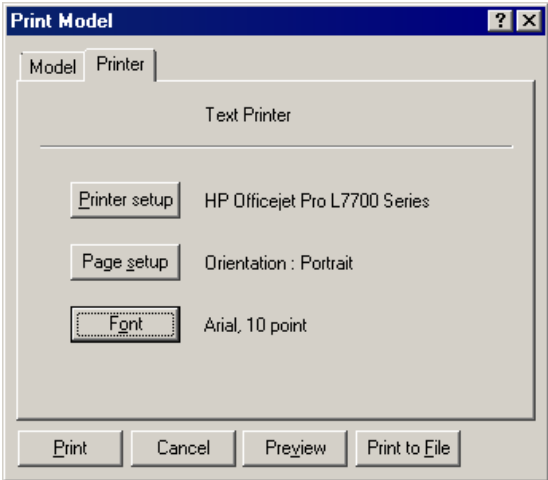 Print Model
Model Printer
Text Printer
Printer setup HP Officejet Pro L7700 Series
Page setup Orientation : Portrait
Font Arial, 10 point
Print Cancel Preview Print to File